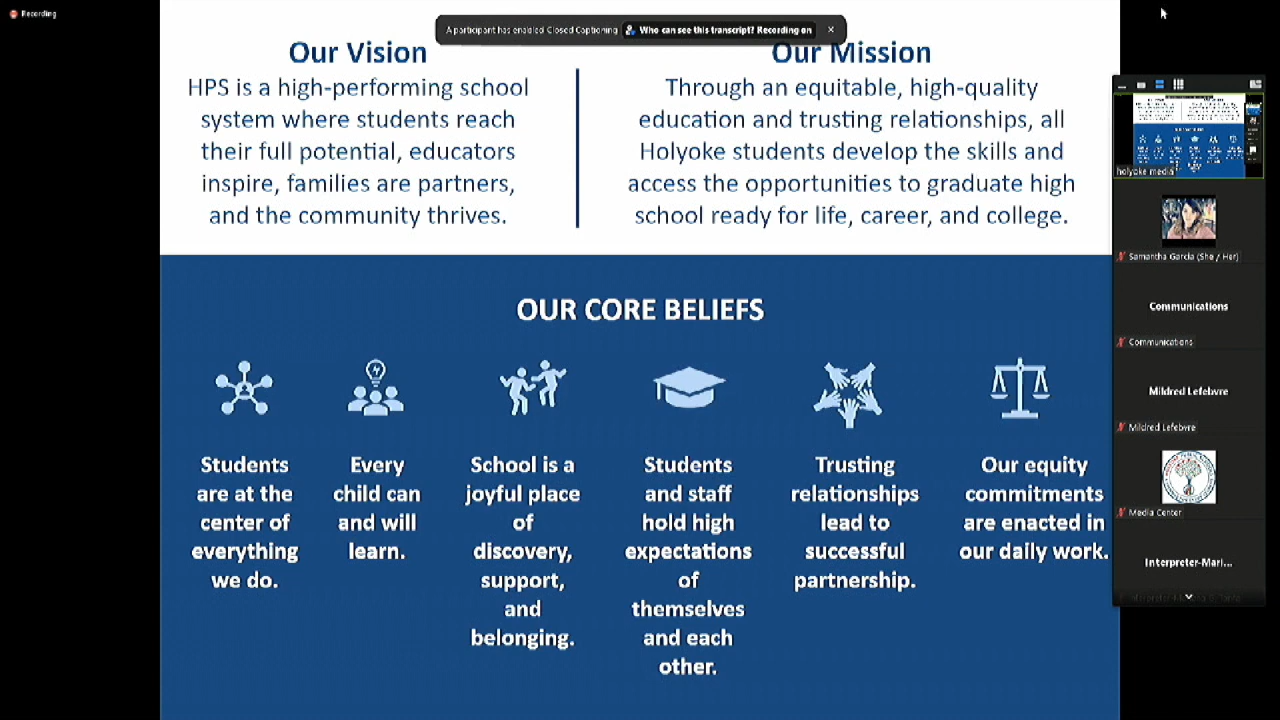 Recording
A participant has enabled Closed Captioning
Who can see this transcript? Recording on
Our Vision
HPS is a high-performing school
system where students reach
their full potential, educators
inspire, families are partners,
and the community thrives.
Our Mission
Through an equitable, high-quality
education and trusting relationships, all
Holyoke students develop the skills and
access the opportunities to graduate high
school ready for life, career, and college.
OUR CORE BELIEFS
Students
are at the
center of
everything
we do.
Every
child can
and will
learn.
School is a
joyful place
of
discovery,
support,
and
belonging.
Students
and staff
hold high
expectations
of
themselves
and each
other.
Trusting
relationships
lead to
successful
partnership.
Our equity
commitments
are enacted in
our daily work.
holyoke media
Samantha Garcia (She / Her)
Communications
Communications
Mildred Lefebvre
Mildred Lefebvre
Media Center
Interpreter-Mari...